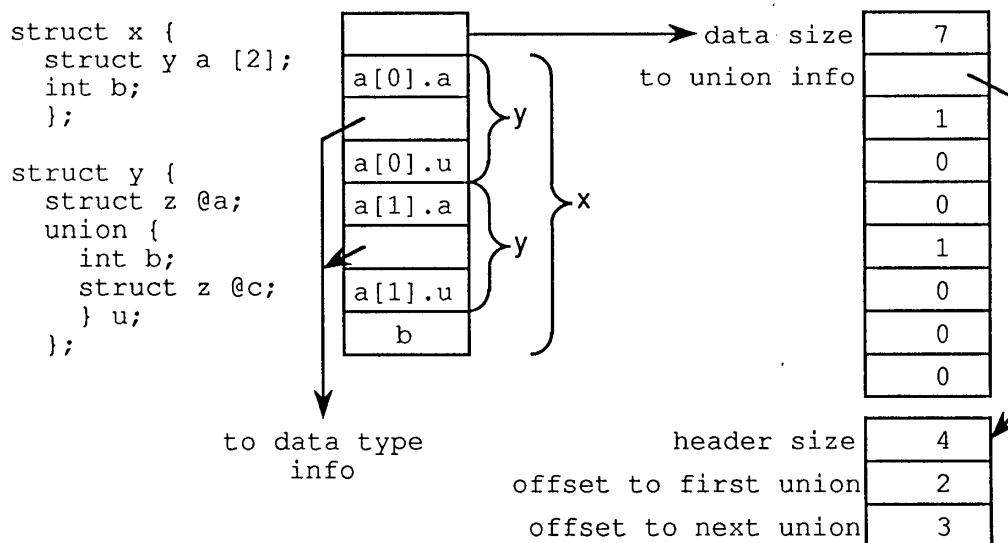 struct x {
struct y a [2];
int b;
};
struct y {
struct z @a;
union {
int b;
struct z @c;
} u;
};
a[0].a
a[0].u
a[1].a
a[1].u
b
y
y
x
to data type
info
data size 7
to union info
1
0
0
1
0
0
0
header size 4
offset to first union 2
offset to next union 3